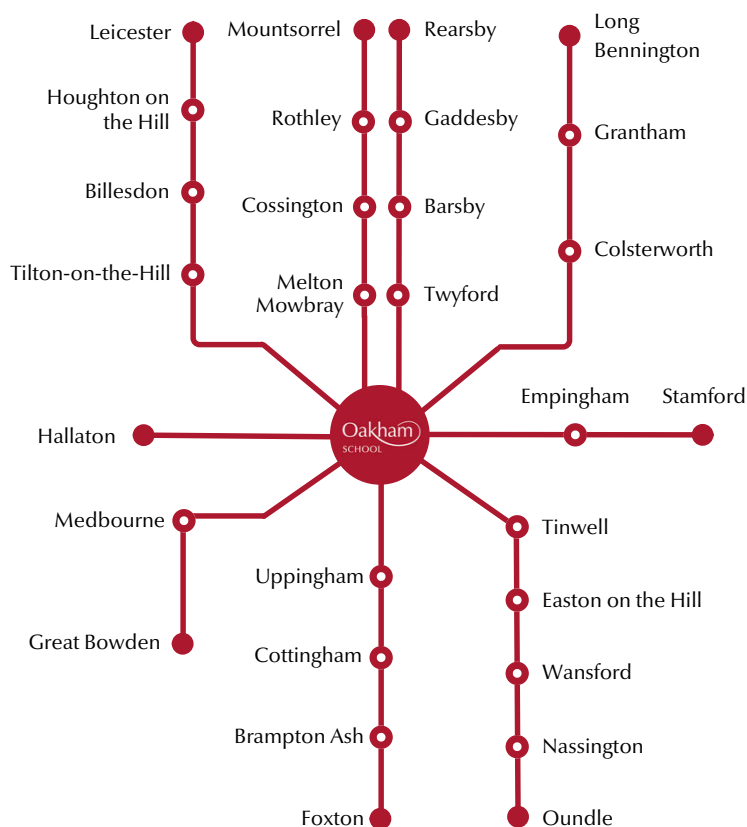 Leicester
Mountsorrel
Rearsby
Long
Bennington
Houghton on
the Hill
Rothley
Gaddesby
Grantham
Billesdon
Cossington
Barsby
Colsterworth
Tilton-on-the-Hill
Melton
Mowbray
Twyford
Empingham
Stamford
Hallaton
Oakham
SCHOOL
Medbourne
Tinwell
Uppingham
Easton on the Hill
Great Bowden
Cottingham
Wansford
Brampton Ash
Nassington
Foxton
Oundle